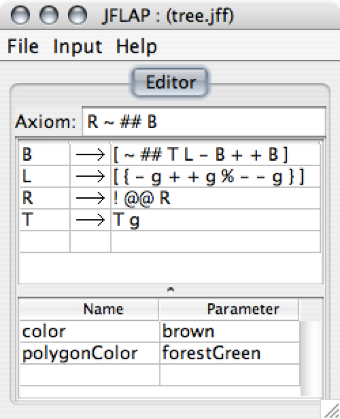 JFLAP : (tree.jff)
File Input Help
Editor
Axiom: R ~ ## B
B → [ ~ ## T L - B + + B ]
L → [ { - g + + g % - - g } ]
R → ! @@ R
T → T g
Name Parameter
color brown
polygonColor forestGreen